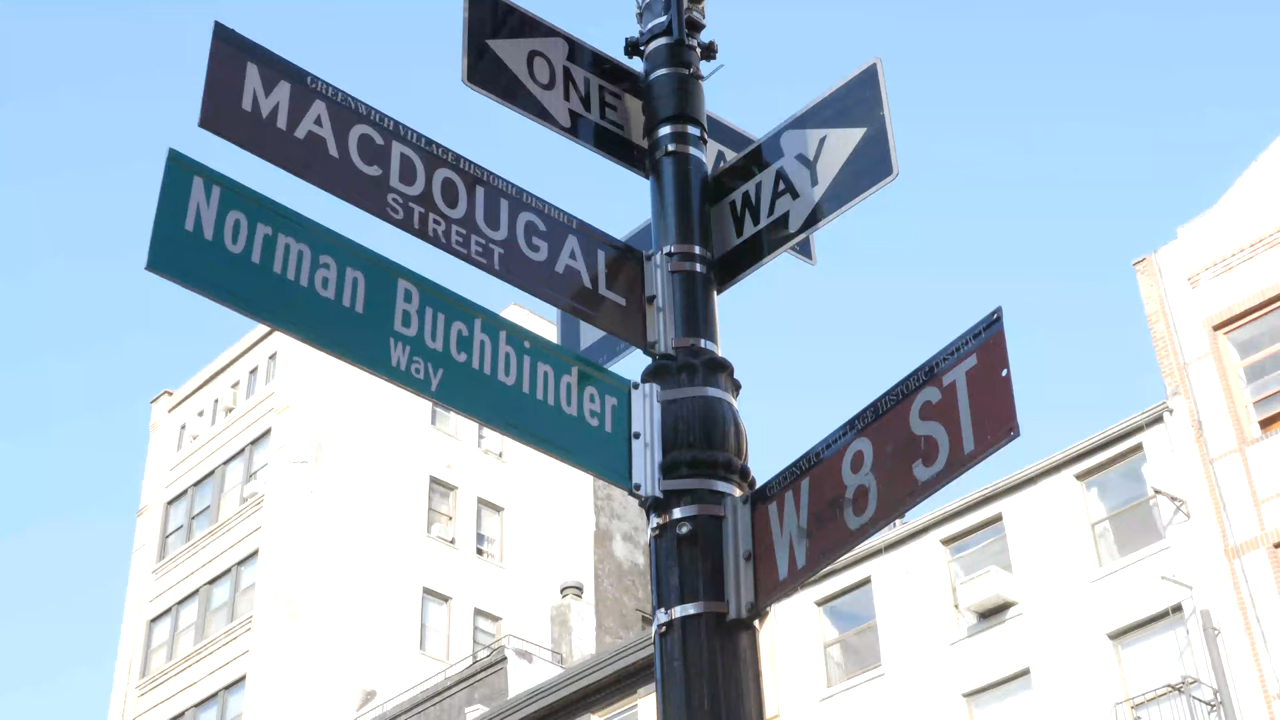 ONE
WAY
GREENWICH VILLAGE HISTORIC DISTRICT
MACDOUGAL
STREET
Norman Buchbinder
Way
GREENWICH VILLAGE HISTORIC DISTRICT
W 8 ST